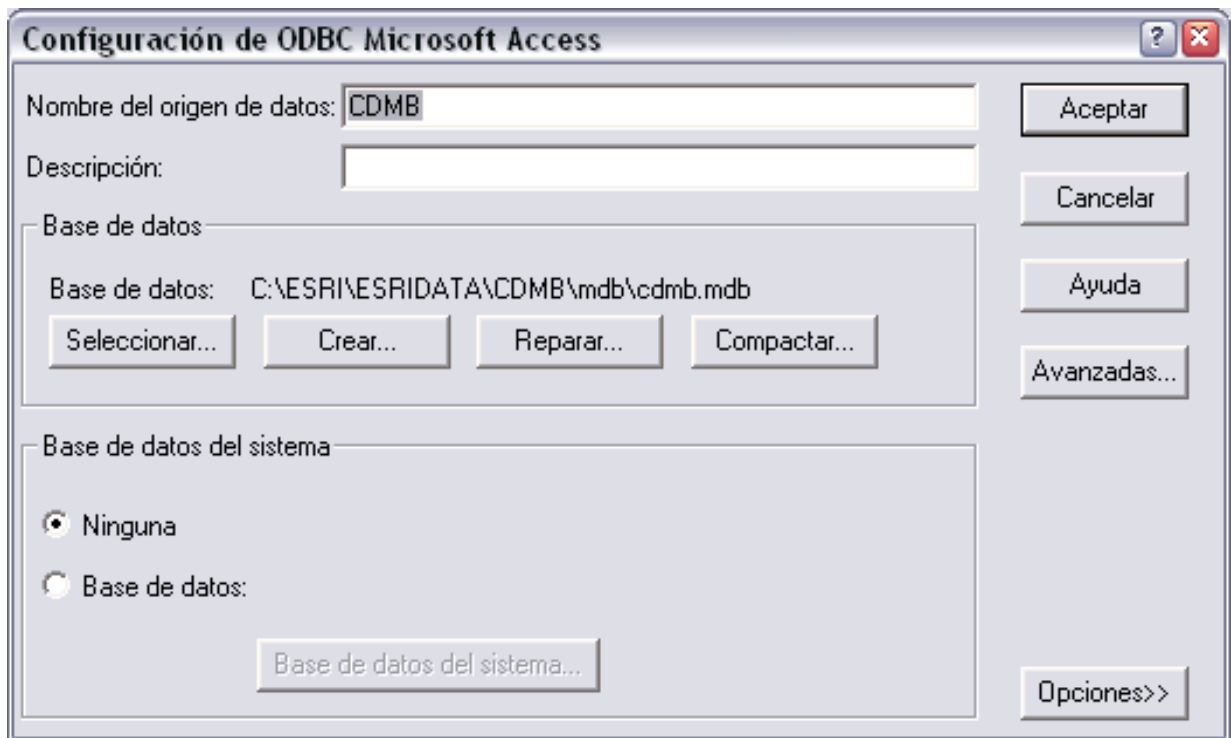 Configuración de ODBC Microsoft Access
?
Nombre del origen de datos: CDMB
Aceptar
Descripción:
Cancelar
Base de datos
Base de datos: C:\ESRI\ESRIDATA\CDMB\mdb\cdmb.mdb
Ayuda
Seleccionar... Crear... Reparar... Compactar...
Avanzadas...
Base de datos del sistema
Ninguna
Base de datos:
Base de datos del sistema...
Opciones>>